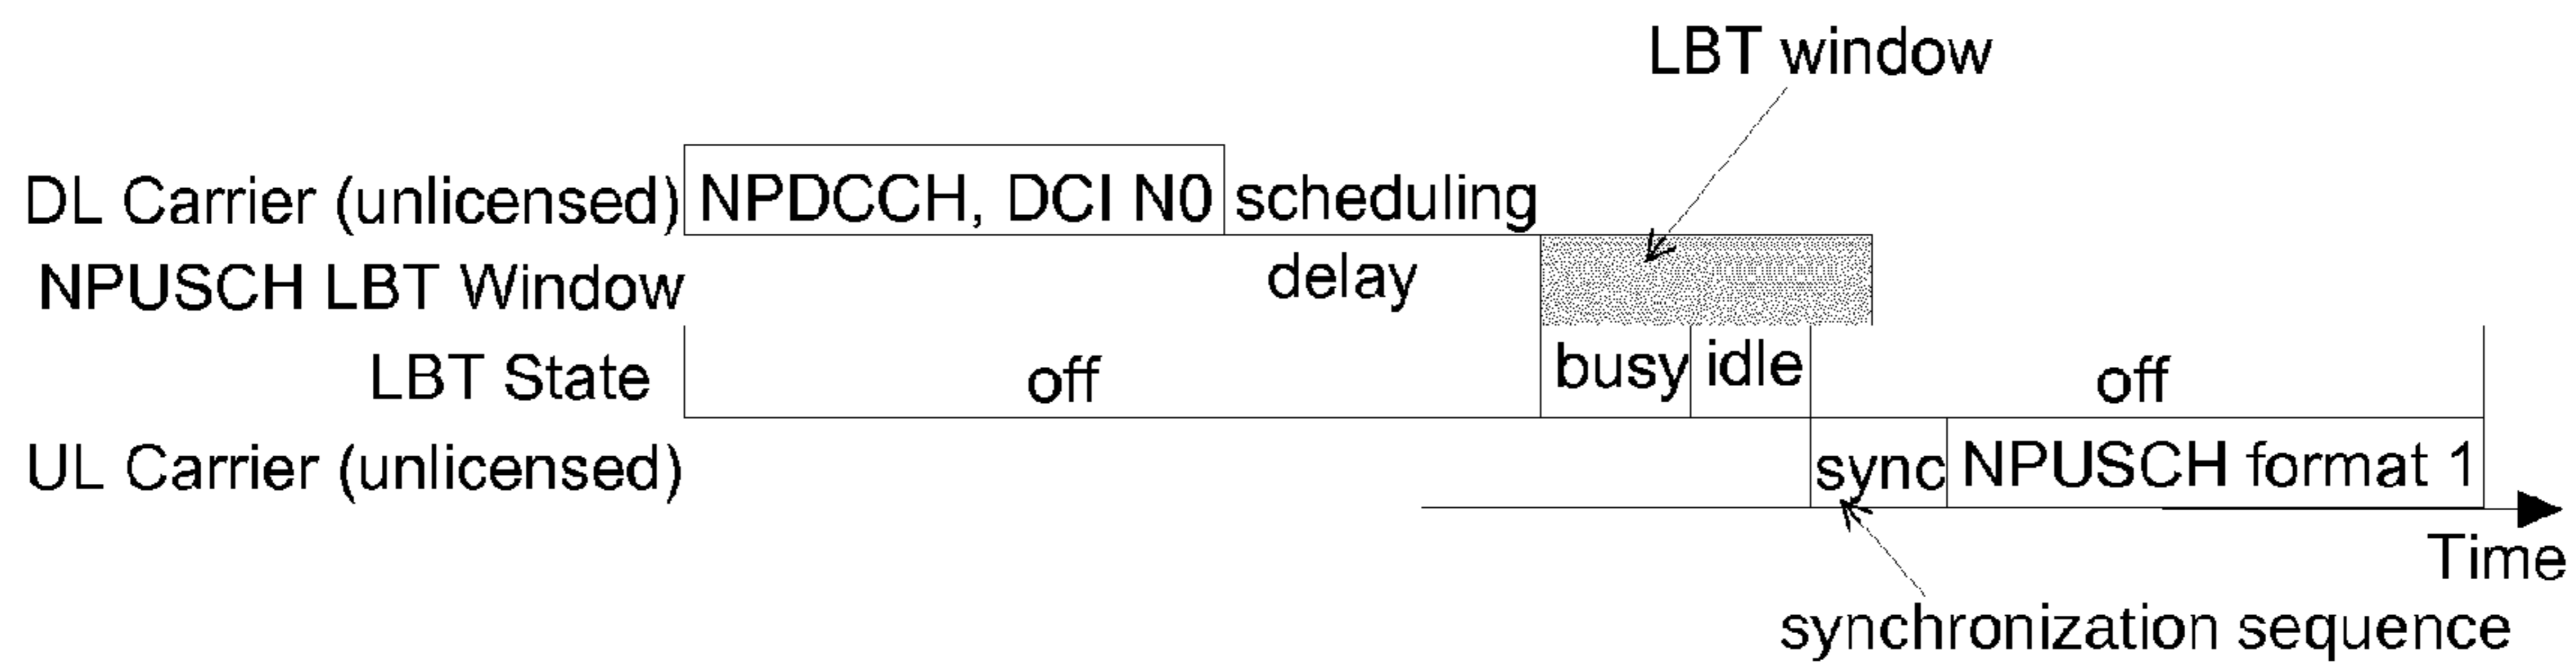 LBT window
DL Carrier (unlicensed) NPDCCH, DCI N0 scheduling
delay
NPUSCH LBT Window
LBT State off busy idle off
UL Carrier (unlicensed) sync NPUSCH format 1
Time
synchronization sequence